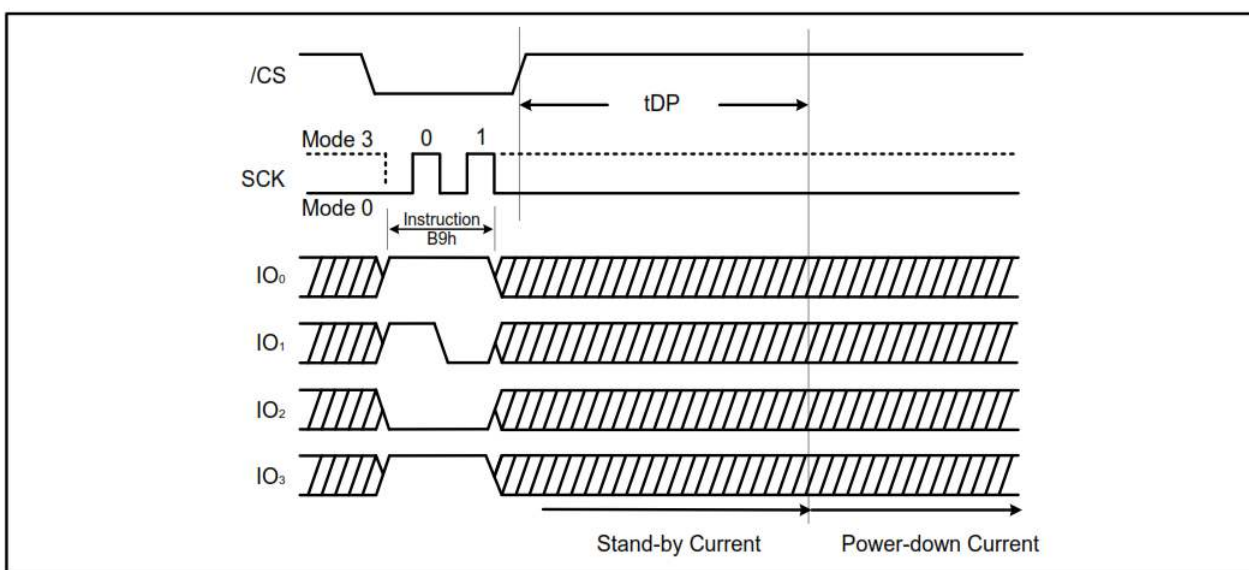 /CS
tDP
Mode 3
0
1
SCK
Mode 0
Instruction
B9h
IO₀
IO₁
IO₂
IO₃
Stand-by Current
Power-down Current